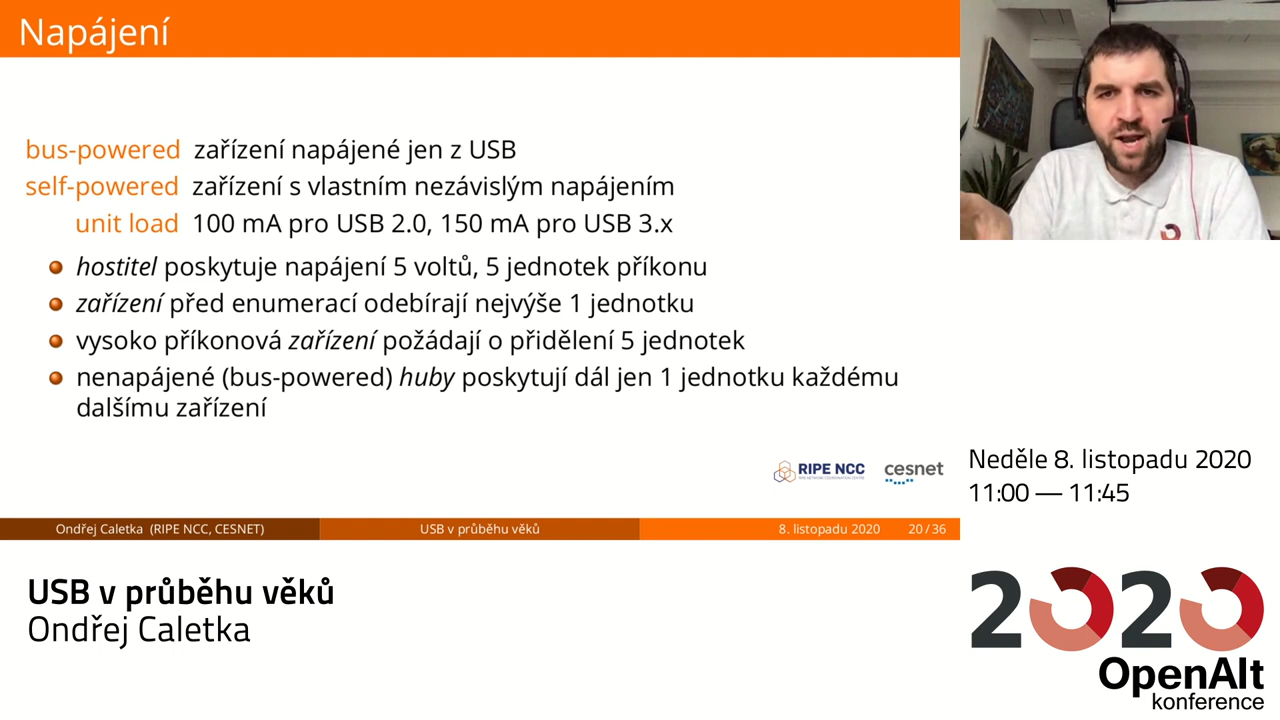 Napájení
bus-powered zařízení napájené jen z USB
self-powered zařízení s vlastním nezávislým napájením
unit load 100 mA pro USB 2.0, 150 mA pro USB 3.x
hostitel poskytuje napájení 5 voltů, 5 jednotek příkonu
zařízení před enumerací odebírají nejvýše 1 jednotku
vysoko příkonová zařízení požádají o přidělení 5 jednotek
nenapájené (bus-powered) huby poskytují dál jen 1 jednotku každému
dalšímu zařízení
RIPE NCC
RIPE NETWORK COORDINATION CENTRE
cesnet
Ondřej Caletka (RIPE NCC, CESNET) USB v průběhu věků 8. listopadu 2020 20 / 36
Neděle 8. listopadu 2020
11:00 — 11:45
USB v průběhu věků
Ondřej Caletka
2020
OpenAlt
konference